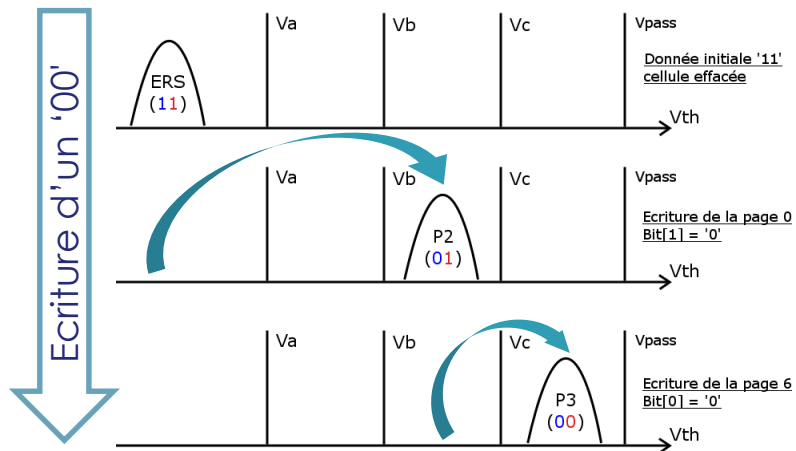 Ecriture d'un ‘00’
Va
Vb
Vc
Vpass
ERS
(11)
Donnée initiale '11'
cellule effacée
Vth
Va
Vb
Vc
Vpass
P2
(01)
Ecriture de la page 0
Bit[1] = '0'
Vth
Va
Vb
Vc
Vpass
P3
(00)
Ecriture de la page 6
Bit[0] = '0'
Vth